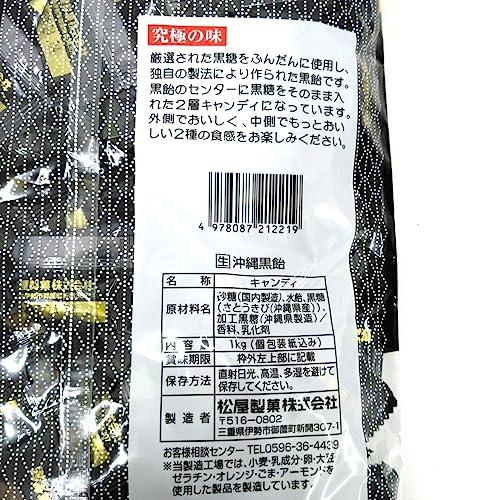 究極の味
厳選された黒糖をふんだんに使用し、
独自の製法により作られた黒飴です。
黒飴のセンターに黒糖をそのまま入
れた2層キャンディになっています。
外側でおいしく、中側でもっとおい
しい2種の食感をお楽しみください。
4 978087 212219
生 沖縄黒飴
名称 キャンディ
原材料名 砂糖(国内製造)、水飴、黒糖
(さとうきび(沖縄県産))、
加工黒糖(沖縄県製造)/
香料、乳化剤
内容量 1kg(個包装紙込み)
賞味期限 枠外左上部に記載
保存方法 直射日光、高温、多湿を避けて
保存してください。
製造者 松屋製菓株式会社
〒516-0802
三重県伊勢市御薗町新開307-1
お客様相談センター TEL0596-36-4439
※当製造工場では、小麦・乳成分・卵・大豆・
ゼラチン・オレンジ・ごま・アーモンドを
使用した製品を製造しています。